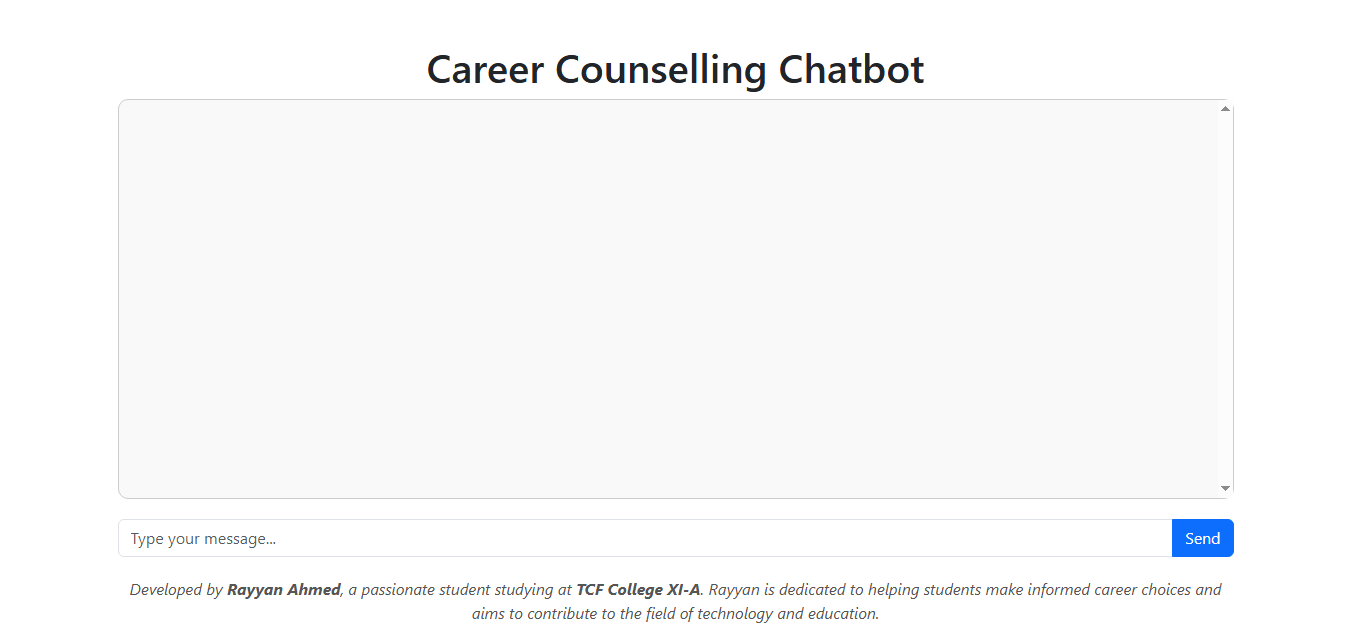 Career Counselling Chatbot
Type your message...
Send
Developed by Rayyan Ahmed, a passionate student studying at TCF College XI-A. Rayyan is dedicated to helping students make informed career choices and
aims to contribute to the field of technology and education.